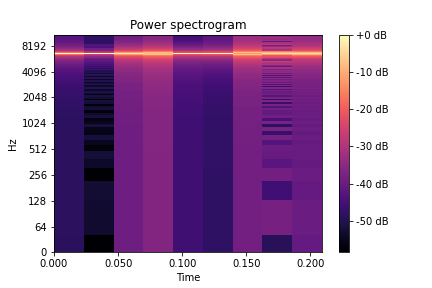 Power spectrogram
Hz
8192
4096
2048
1024
512
256
128
64
0
0.000 0.050 0.100 0.150 0.200
Time
+0 dB
-10 dB
-20 dB
-30 dB
-40 dB
-50 dB